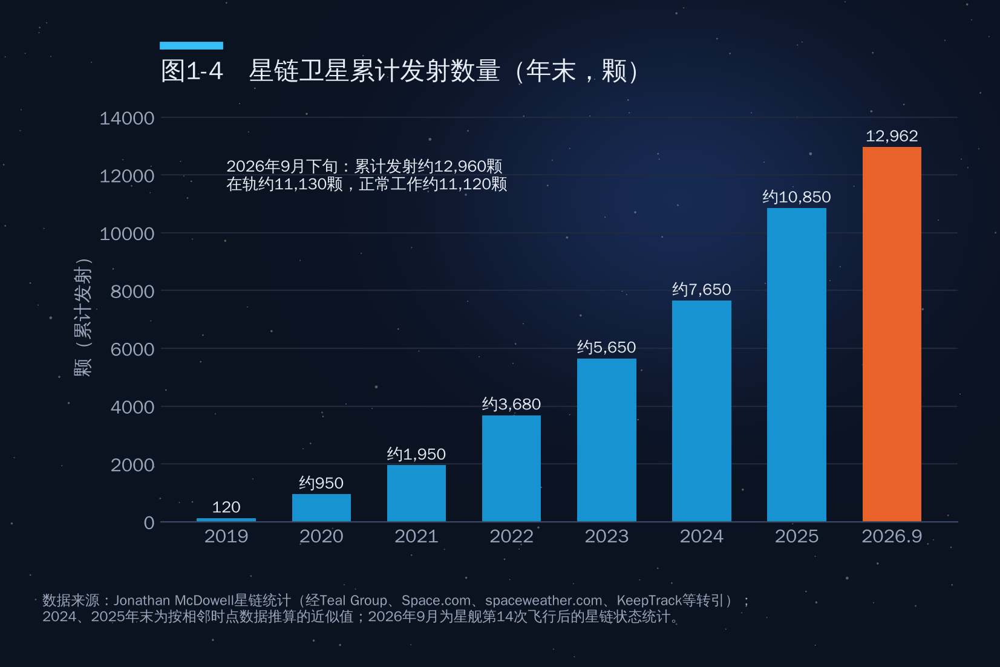 图1-4　星链卫星累计发射数量（年末，颗）
14000
12000
10000
8000
6000
4000
2000
0
颗（累计发射）
2026年9月下旬：累计发射约12,960颗
在轨约11,130颗，正常工作约11,120颗
120
约950
约1,950
约3,680
约5,650
约7,650
约10,850
12,962
2019
2020
2021
2022
2023
2024
2025
2026.9
数据来源：Jonathan McDowell星链统计（经Teal Group、Space.com、spaceweather.com、KeepTrack等转引）；
2024、2025年末为按相邻时点数据推算的近似值；2026年9月为星舰第14次飞行后的星链状态统计。